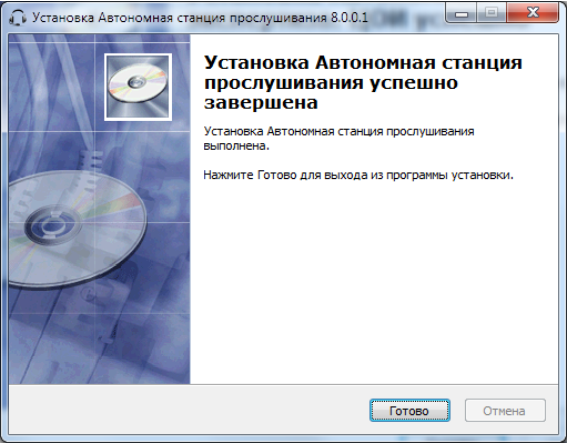 Установка Автономная станция прослушивания 8.0.0.1
Установка Автономная станция
прослушивания успешно
завершена
Установка Автономная станция прослушивания
выполнена.
Нажмите Готово для выхода из программы установки.
Готово
Отмена